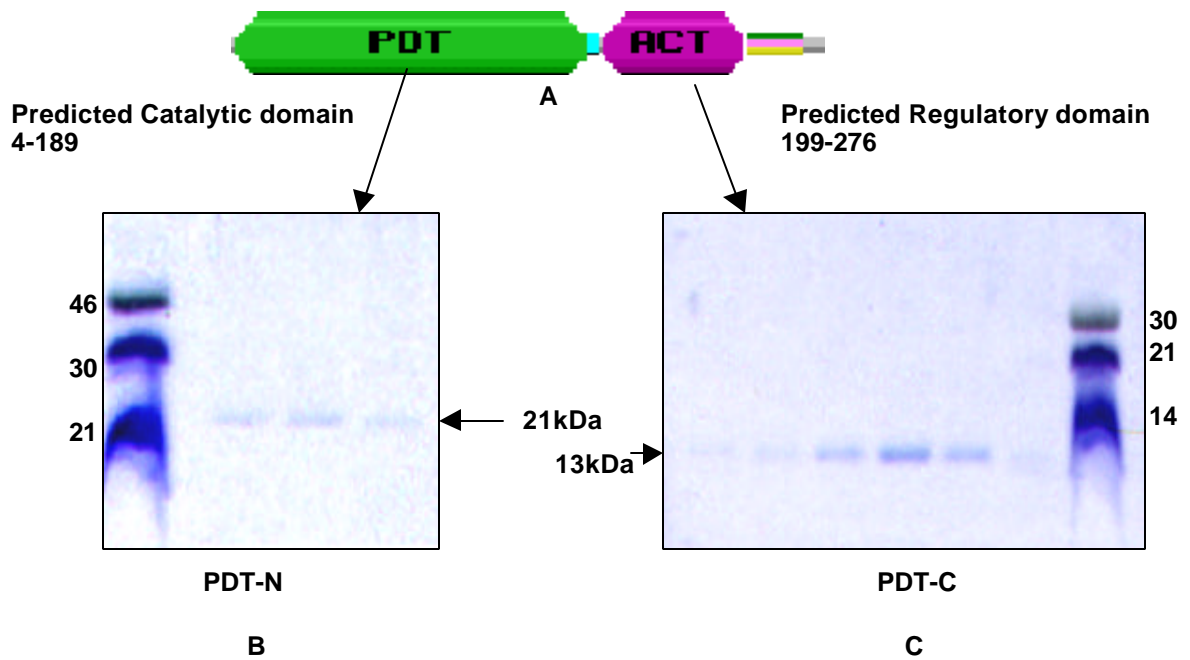 PDT ACT
A
Predicted Catalytic domain
4-189
Predicted Regulatory domain
199-276
46
30
21
21kDa
13kDa
30
21
14
PDT-N
PDT-C
B
C